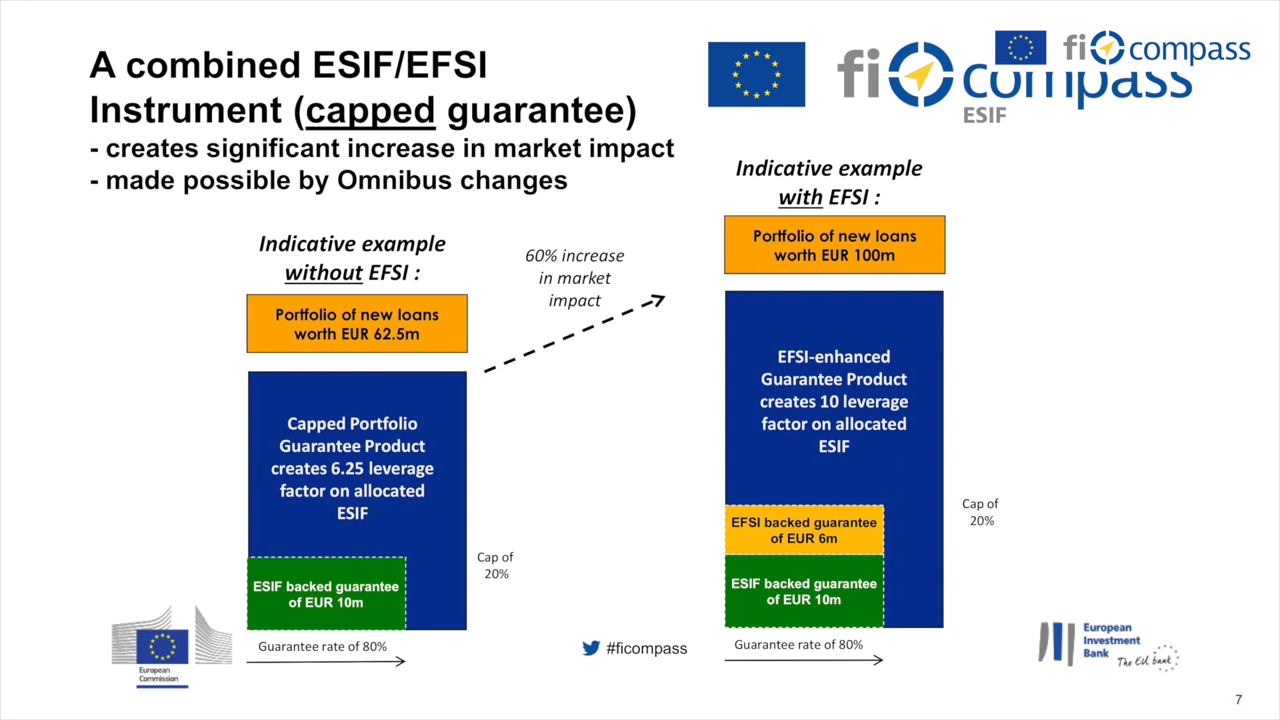 A combined ESIF/EFSI
Instrument (capped guarantee)
- creates significant increase in market impact
- made possible by Omnibus changes
fi compass
ESIF
fi compass
Indicative example
without EFSI :
Portfolio of new loans
worth EUR 62.5m
Capped Portfolio
Guarantee Product
creates 6.25 leverage
factor on allocated
ESIF
ESIF backed guarantee
of EUR 10m
Cap of
20%
Guarantee rate of 80%
60% increase
in market
impact
Indicative example
with EFSI :
Portfolio of new loans
worth EUR 100m
EFSI-enhanced
Guarantee Product
creates 10 leverage
factor on allocated
ESIF
EFSI backed guarantee
of EUR 6m
ESIF backed guarantee
of EUR 10m
Cap of
20%
Guarantee rate of 80%
European
Commission
#ficompass
European
Investment
Bank
The EU bank
7